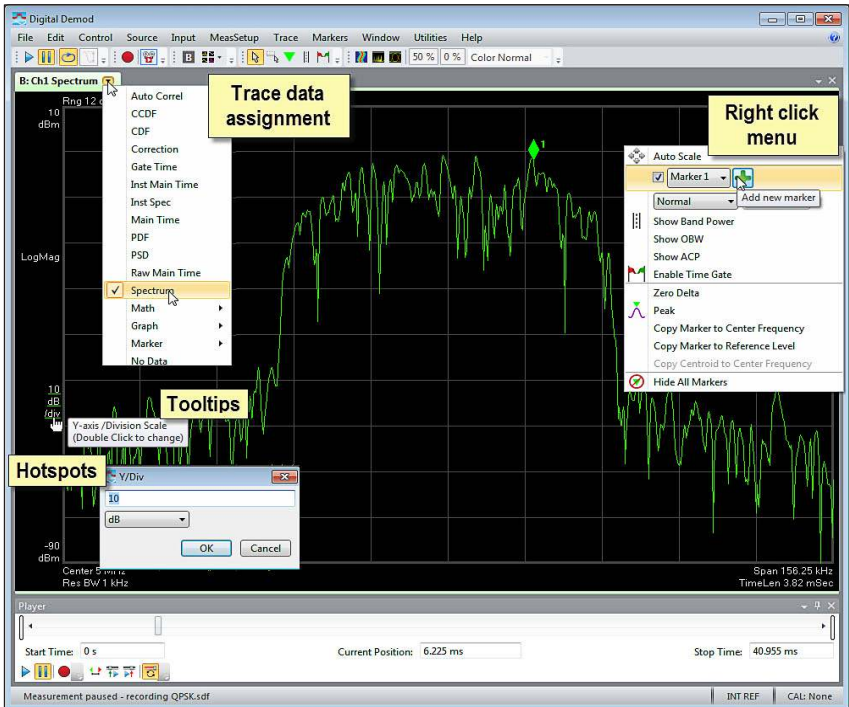 Digital Demod
File Edit Control Source Input MeasSetup Trace Markers Window Utilities Help
B 50 % 0 % Color Normal
B: Ch1 Spectrum
Rng 12
10
dBm
LogMag
10
dB
/div
-90
dBm
Auto Correl
CCDF
CDF
Correction
Gate Time
Inst Main Time
Inst Spec
Main Time
PDF
PSD
Raw Main Time
Spectrum
Math
Graph
Marker
No Data
Trace data
assignment
1
Right click
menu
Auto Scale
Marker 1
Normal
Add new marker
Show Band Power
Show OBW
Show ACP
Enable Time Gate
Zero Delta
Peak
Copy Marker to Center Frequency
Copy Marker to Reference Level
Copy Centroid to Center Frequency
Hide All Markers
Tooltips
Y-axis /Division Scale
(Double Click to change)
Hotspots
Y/Div
10
dB
OK Cancel
Center 5 MHz Span 156.25 kHz
Res BW 1 kHz TimeLen 3.82 mSec
Player
Start Time: 0 s Current Position: 6.225 ms Stop Time: 40.955 ms
Measurement paused - recording QPSK.sdf INT REF CAL: None